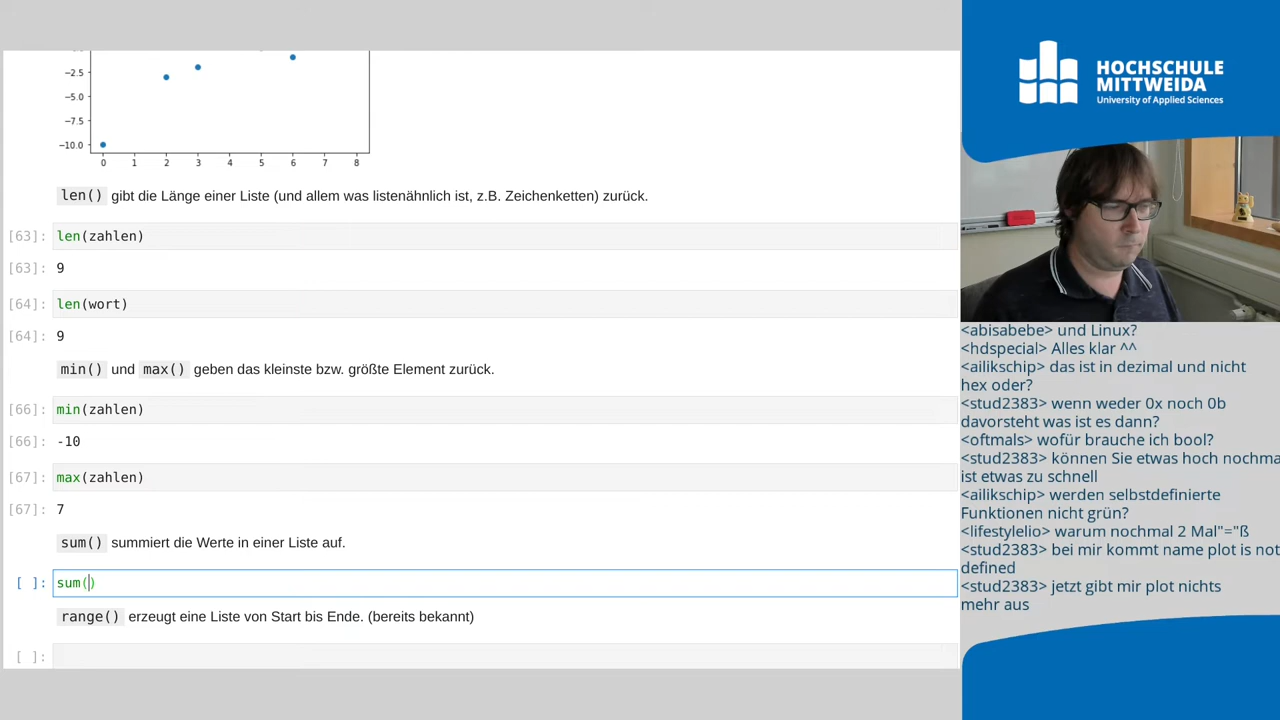 −2.5
−5.0
−7.5
−10.0
0 1 2 3 4 5 6 7 8
len() gibt die Länge einer Liste (und allem was listenähnlich ist, z.B. Zeichenketten) zurück.
[63]: len(zahlen)
[63]: 9
[64]: len(wort)
[64]: 9
min() und max() geben das kleinste bzw. größte Element zurück.
[66]: min(zahlen)
[66]: -10
[67]: max(zahlen)
[67]: 7
sum() summiert die Werte in einer Liste auf.
[ ]: sum()
range() erzeugt eine Liste von Start bis Ende. (bereits bekannt)
[ ]:
HOCHSCHULE
MITTWEIDA
University of Applied Sciences
<abisabebe> und Linux?
<hdspecial> Alles klar ^^
<ailikschip> das ist in dezimal und nicht
hex oder?
<stud2383> wenn weder 0x noch 0b
davorsteht was ist es dann?
<oftmals> wofür brauche ich bool?
<stud2383> können Sie etwas hoch nochma
ist etwas zu schnell
<ailikschip> werden selbstdefinierte
Funktionen nicht grün?
<lifestylelio> warum nochmal 2 Mal"="ß
<stud2383> bei mir kommt name plot is not
defined
<stud2383> jetzt gibt mir plot nichts
mehr aus